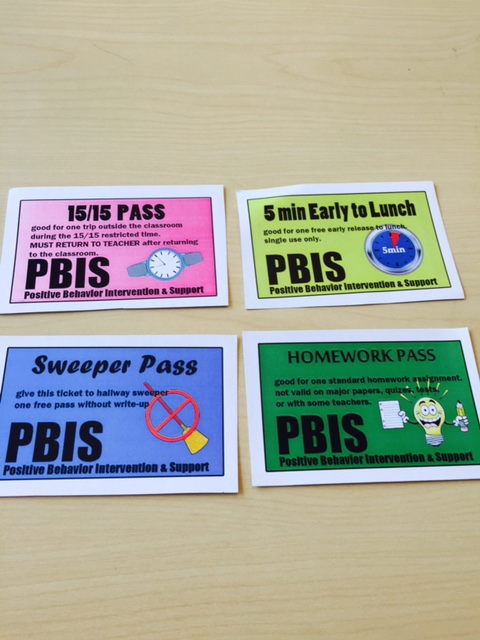 15/15 PASS
good for one trip outside the classroom
during the 15/15 restricted time.
MUST RETURN TO TEACHER after returning
to the classroom.
PBIS
Positive Behavior Intervention & Support
5 min Early to Lunch
good for one free early release to lunch,
single use only.
5min
PBIS
Positive Behavior Intervention & Support
Sweeper Pass
give this ticket to hallway sweeper
one free pass without write-up
PBIS
Positive Behavior Intervention & Support
HOMEWORK PASS
good for one standard homework assignment.
not valid on major papers, quizes, tests,
or with some teachers.
PBIS
Positive Behavior Intervention & Support